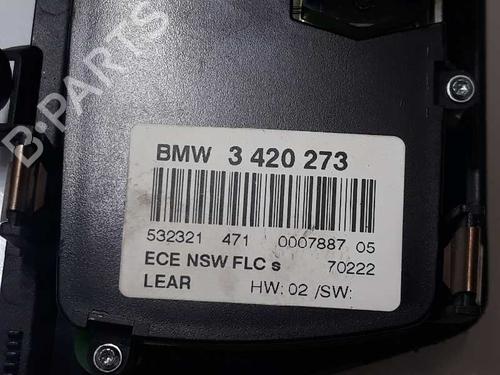 B-PARTS
BMW 3 420 273
532321 471 0007887 05
ECE NSW FLC s 70222
LEAR HW: 02 /SW: